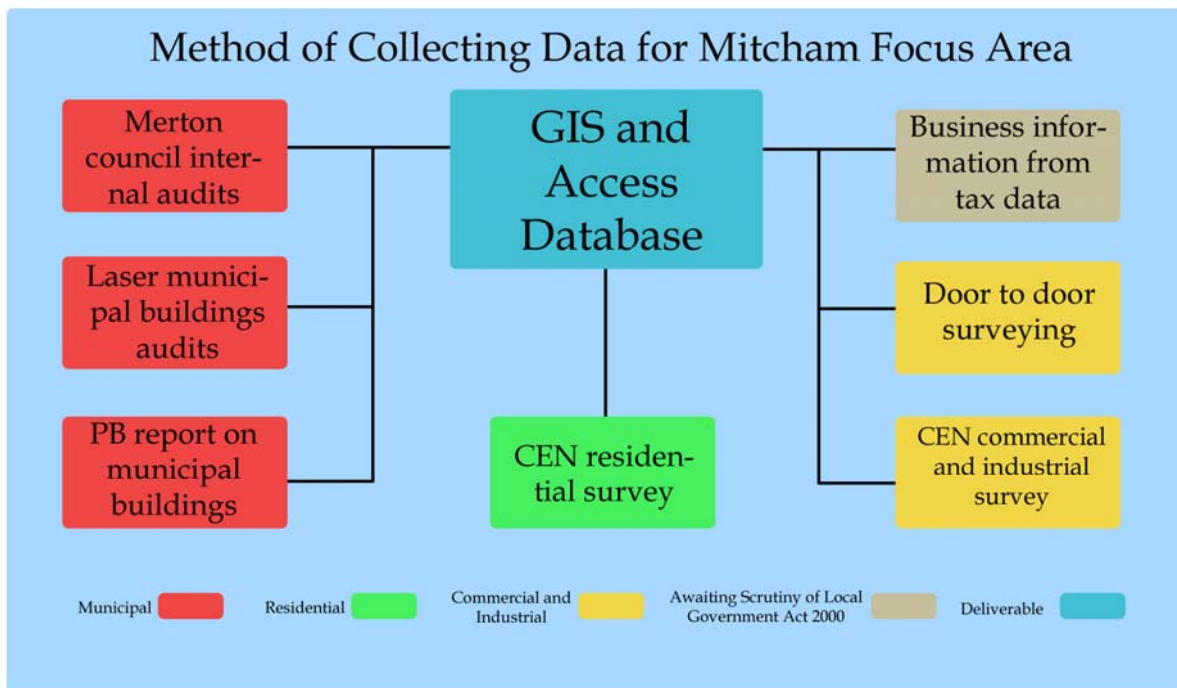 Method of Collecting Data for Mitcham Focus Area
Merton
council inter-
nal audits
GIS and
Access
Database
Business infor-
mation from
tax data
Laser munici-
pal buildings
audits
Door to door
surveying
PB report on
municipal
buildings
CEN residen-
tial survey
CEN commercial
and industrial
survey
Municipal
Residential
Commercial and
Industrial
Awaiting Scrutiny of Local
Government Act 2000
Deliverable